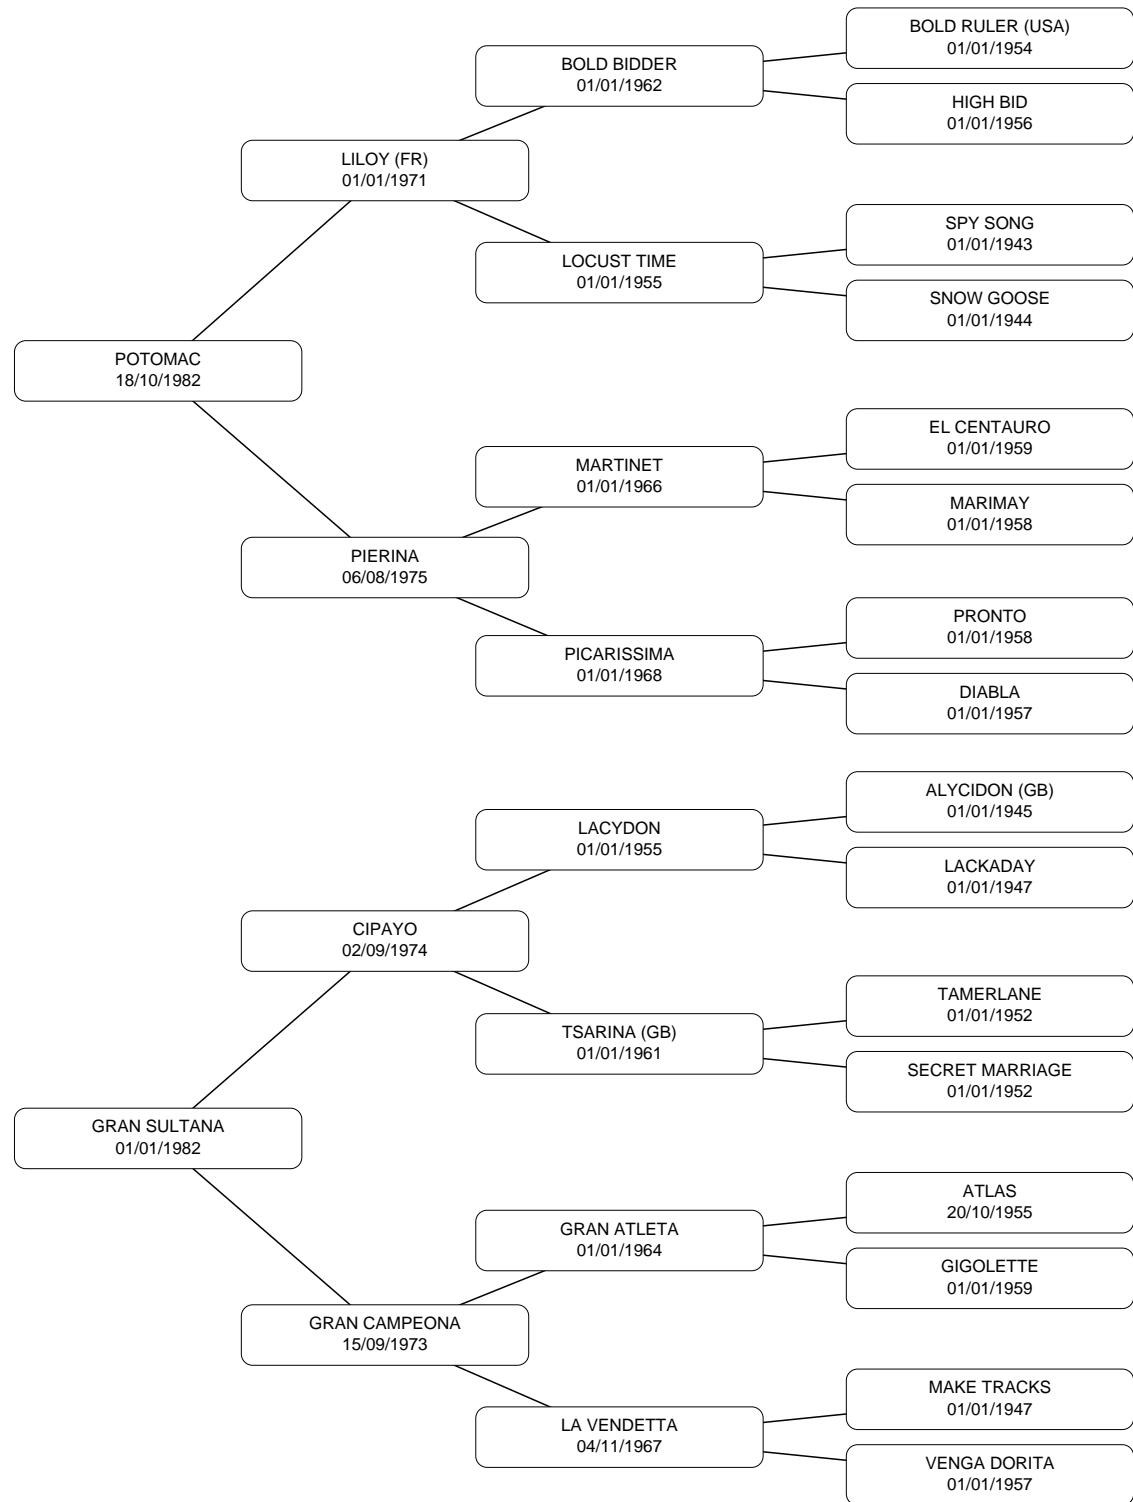 BOLD RULER (USA)
01/01/1954
BOLD BIDDER
01/01/1962
HIGH BID
01/01/1956
LILOY (FR)
01/01/1971
SPY SONG
01/01/1943
LOCUST TIME
01/01/1955
SNOW GOOSE
01/01/1944
POTOMAC
18/10/1982
EL CENTAURO
01/01/1959
MARTINET
01/01/1966
MARIMAY
01/01/1958
PIERINA
06/08/1975
PRONTO
01/01/1958
PICARISSIMA
01/01/1968
DIABLA
01/01/1957
ALYCIDON (GB)
01/01/1945
LACYDON
01/01/1955
LACKADAY
01/01/1947
CIPAYO
02/09/1974
TAMERLANE
01/01/1952
TSARINA (GB)
01/01/1961
SECRET MARRIAGE
01/01/1952
GRAN SULTANA
01/01/1982
ATLAS
20/10/1955
GRAN ATLETA
01/01/1964
GIGOLETTE
01/01/1959
GRAN CAMPEONA
15/09/1973
MAKE TRACKS
01/01/1947
LA VENDETTA
04/11/1967
VENGA DORITA
01/01/1957